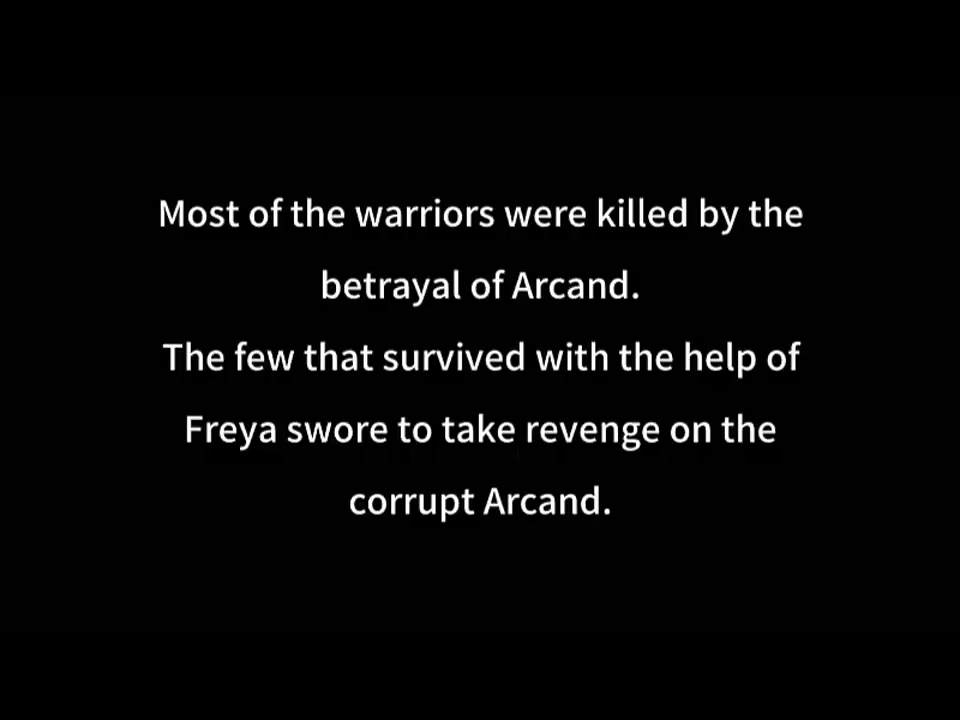 Most of the warriors were killed by the
betrayal of Arcand.
The few that survived with the help of
Freya swore to take revenge on the
corrupt Arcand.